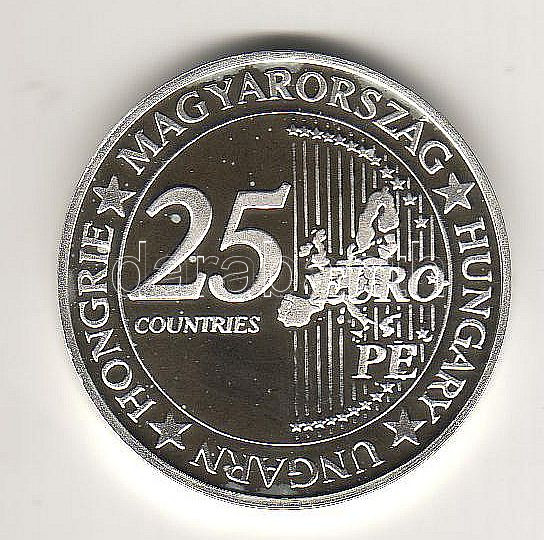 MAGYARORSZÁG
HUNGARY
UNGARN
HONGRIE
25
COUNTRIES
EURO
PE